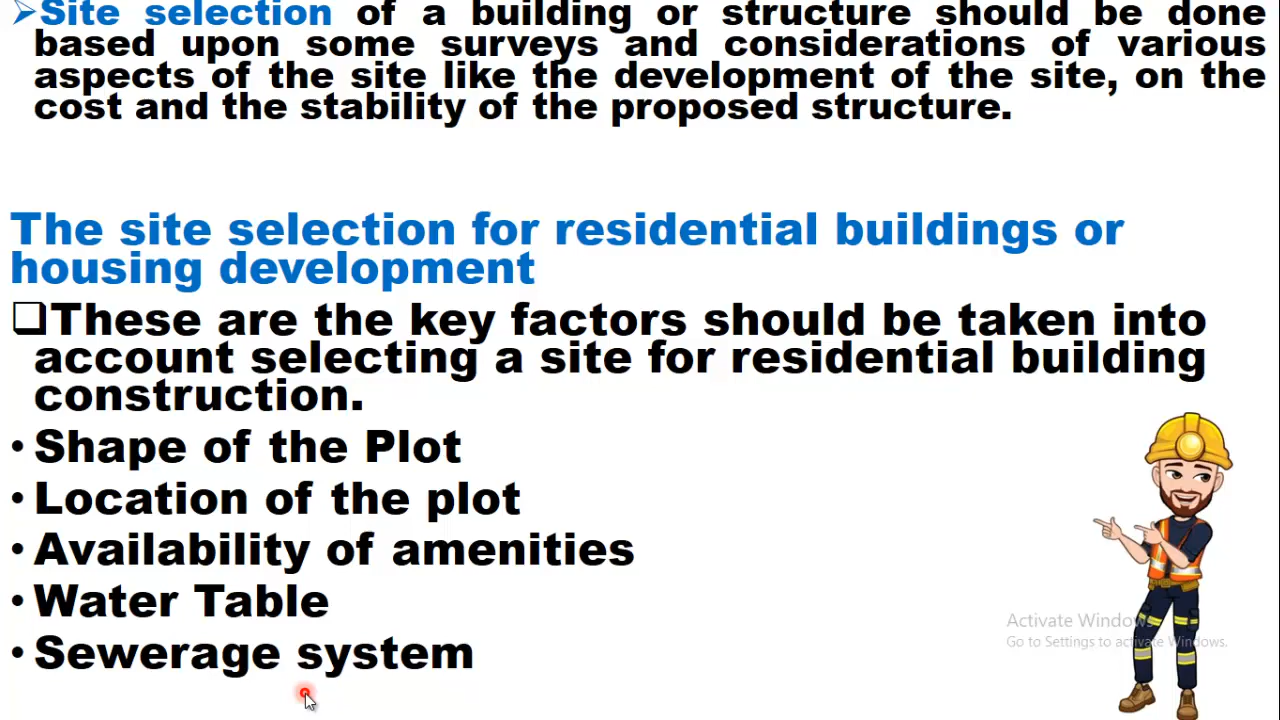 ➢Site selection of a building or structure should be done
based upon some surveys and considerations of various
aspects of the site like the development of the site, on the
cost and the stability of the proposed structure.
The site selection for residential buildings or
housing development
❑These are the key factors should be taken into
account selecting a site for residential building
construction.
• Shape of the Plot
• Location of the plot
• Availability of amenities
• Water Table
• Sewerage system
Activate Windows
Go to Settings to activate Windows.